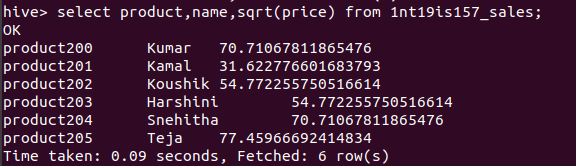 hive> select product,name,sqrt(price) from 1nt19is157_sales;
OK
product200 Kumar 70.71067811865476
product201 Kamal 31.622776601683793
product202 Koushik 54.772255750516614
product203 Harshini 54.772255750516614
product204 Snehitha 70.71067811865476
product205 Teja 77.45966692414834
Time taken: 0.09 seconds, Fetched: 6 row(s)